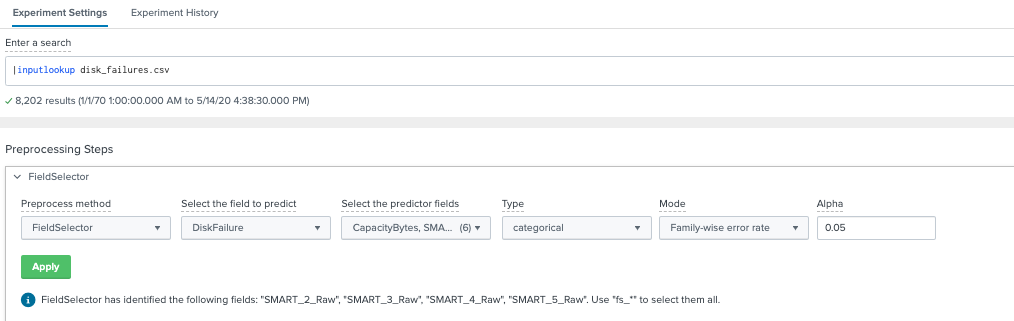 Experiment Settings Experiment History
Enter a search
|inputlookup disk_failures.csv
8,202 results (1/1/70 1:00:00.000 AM to 5/14/20 4:38:30.000 PM)
Preprocessing Steps
FieldSelector
Preprocess method Select the field to predict Select the predictor fields Type Mode Alpha
FieldSelector DiskFailure CapacityBytes, SMA... (6) categorical Family-wise error rate 0.05
Apply
FieldSelector has identified the following fields: "SMART_2_Raw", "SMART_3_Raw", "SMART_4_Raw", "SMART_5_Raw". Use "fs_*" to select them all.